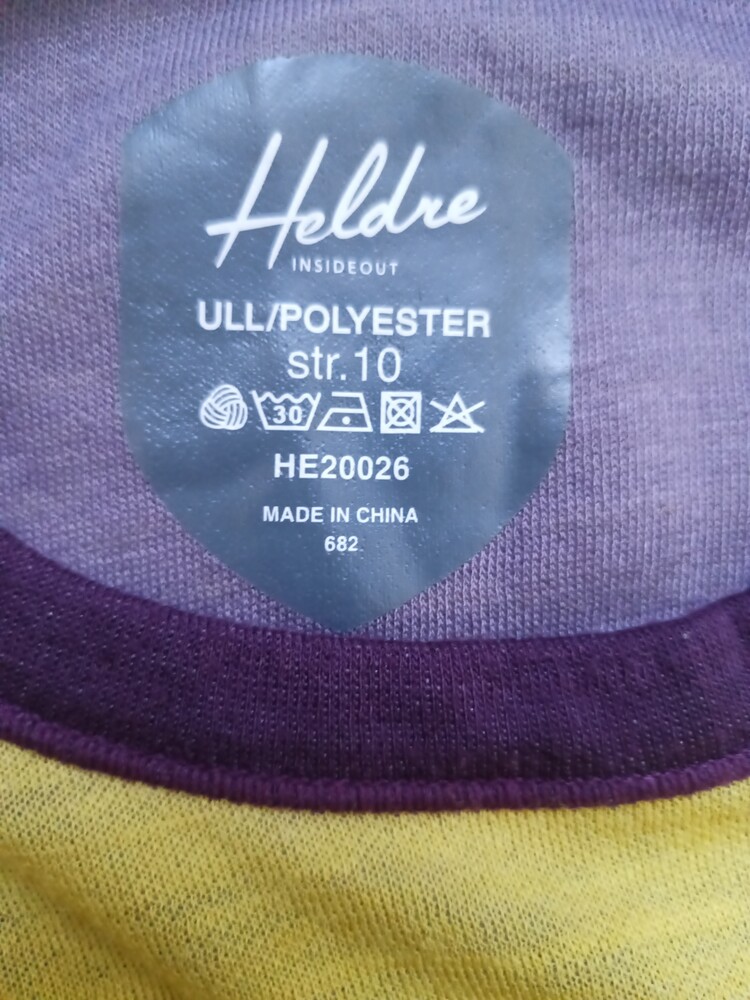 Heldre
INSIDEOUT
ULL/POLYESTER
str.10
30
HE20026
MADE IN CHINA
682